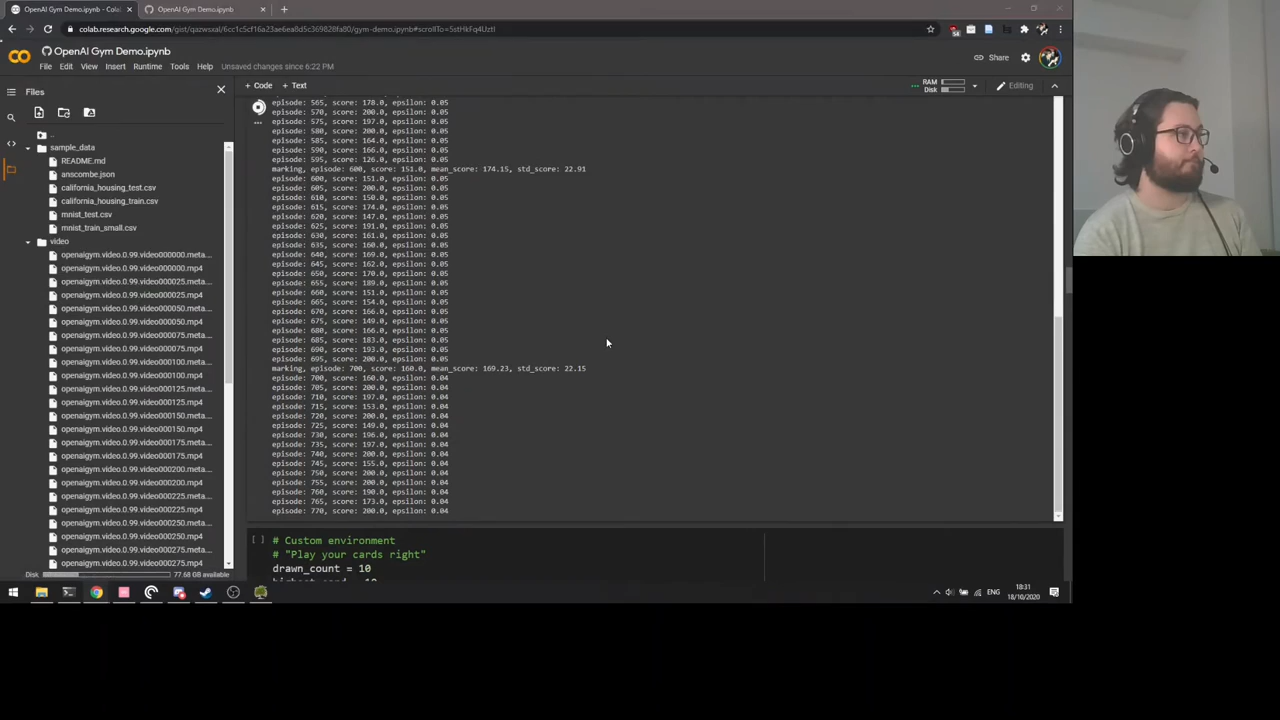 OpenAI Gym Demo.ipynb - Colab
OpenAI Gym Demo.ipynb
colab.research.google.com/gist/qazwsxal/6cc1c5cf16a23ae6ea8d5c369828fa80/gym-demo.ipynb#scrollTo=5stHkFq4UztI
OpenAI Gym Demo.ipynb
File Edit View Insert Runtime Tools Help Unsaved changes since 6:22 PM
Share
Files
+ Code + Text
RAM
Disk
Editing
..
sample_data
README.md
anscombe.json
california_housing_test.csv
california_housing_train.csv
mnist_test.csv
mnist_train_small.csv
video
openaigym.video.0.99.video000000.meta....
openaigym.video.0.99.video000000.mp4
openaigym.video.0.99.video000025.meta....
openaigym.video.0.99.video000025.mp4
openaigym.video.0.99.video000050.meta....
openaigym.video.0.99.video000050.mp4
openaigym.video.0.99.video000075.meta....
openaigym.video.0.99.video000075.mp4
openaigym.video.0.99.video000100.meta....
openaigym.video.0.99.video000100.mp4
openaigym.video.0.99.video000125.meta....
openaigym.video.0.99.video000125.mp4
openaigym.video.0.99.video000150.meta....
openaigym.video.0.99.video000150.mp4
openaigym.video.0.99.video000175.meta....
openaigym.video.0.99.video000175.mp4
openaigym.video.0.99.video000200.meta....
openaigym.video.0.99.video000200.mp4
openaigym.video.0.99.video000225.meta....
openaigym.video.0.99.video000225.mp4
openaigym.video.0.99.video000250.meta....
openaigym.video.0.99.video000250.mp4
openaigym.video.0.99.video000275.meta....
openaigym.video.0.99.video000275.mp4
Disk 77.68 GB available
episode: 565, score: 178.0, epsilon: 0.05
episode: 570, score: 200.0, epsilon: 0.05
episode: 575, score: 197.0, epsilon: 0.05
episode: 580, score: 200.0, epsilon: 0.05
episode: 585, score: 164.0, epsilon: 0.05
episode: 590, score: 166.0, epsilon: 0.05
episode: 595, score: 126.0, epsilon: 0.05
marking, episode: 600, score: 151.0, mean_score: 174.15, std_score: 22.91
episode: 600, score: 151.0, epsilon: 0.05
episode: 605, score: 200.0, epsilon: 0.05
episode: 610, score: 150.0, epsilon: 0.05
episode: 615, score: 174.0, epsilon: 0.05
episode: 620, score: 147.0, epsilon: 0.05
episode: 625, score: 191.0, epsilon: 0.05
episode: 630, score: 161.0, epsilon: 0.05
episode: 635, score: 160.0, epsilon: 0.05
episode: 640, score: 169.0, epsilon: 0.05
episode: 645, score: 162.0, epsilon: 0.05
episode: 650, score: 170.0, epsilon: 0.05
episode: 655, score: 189.0, epsilon: 0.05
episode: 660, score: 151.0, epsilon: 0.05
episode: 665, score: 154.0, epsilon: 0.05
episode: 670, score: 166.0, epsilon: 0.05
episode: 675, score: 149.0, epsilon: 0.05
episode: 680, score: 166.0, epsilon: 0.05
episode: 685, score: 183.0, epsilon: 0.05
episode: 690, score: 193.0, epsilon: 0.05
episode: 695, score: 200.0, epsilon: 0.05
marking, episode: 700, score: 160.0, mean_score: 169.23, std_score: 22.15
episode: 700, score: 160.0, epsilon: 0.04
episode: 705, score: 200.0, epsilon: 0.04
episode: 710, score: 197.0, epsilon: 0.04
episode: 715, score: 153.0, epsilon: 0.04
episode: 720, score: 200.0, epsilon: 0.04
episode: 725, score: 149.0, epsilon: 0.04
episode: 730, score: 196.0, epsilon: 0.04
episode: 735, score: 197.0, epsilon: 0.04
episode: 740, score: 200.0, epsilon: 0.04
episode: 745, score: 155.0, epsilon: 0.04
episode: 750, score: 200.0, epsilon: 0.04
episode: 755, score: 200.0, epsilon: 0.04
episode: 760, score: 190.0, epsilon: 0.04
episode: 765, score: 173.0, epsilon: 0.04
episode: 770, score: 200.0, epsilon: 0.04
[ ] # Custom environment
# "Play your cards right"
drawn_count = 10
ENG
18:31
18/10/2020